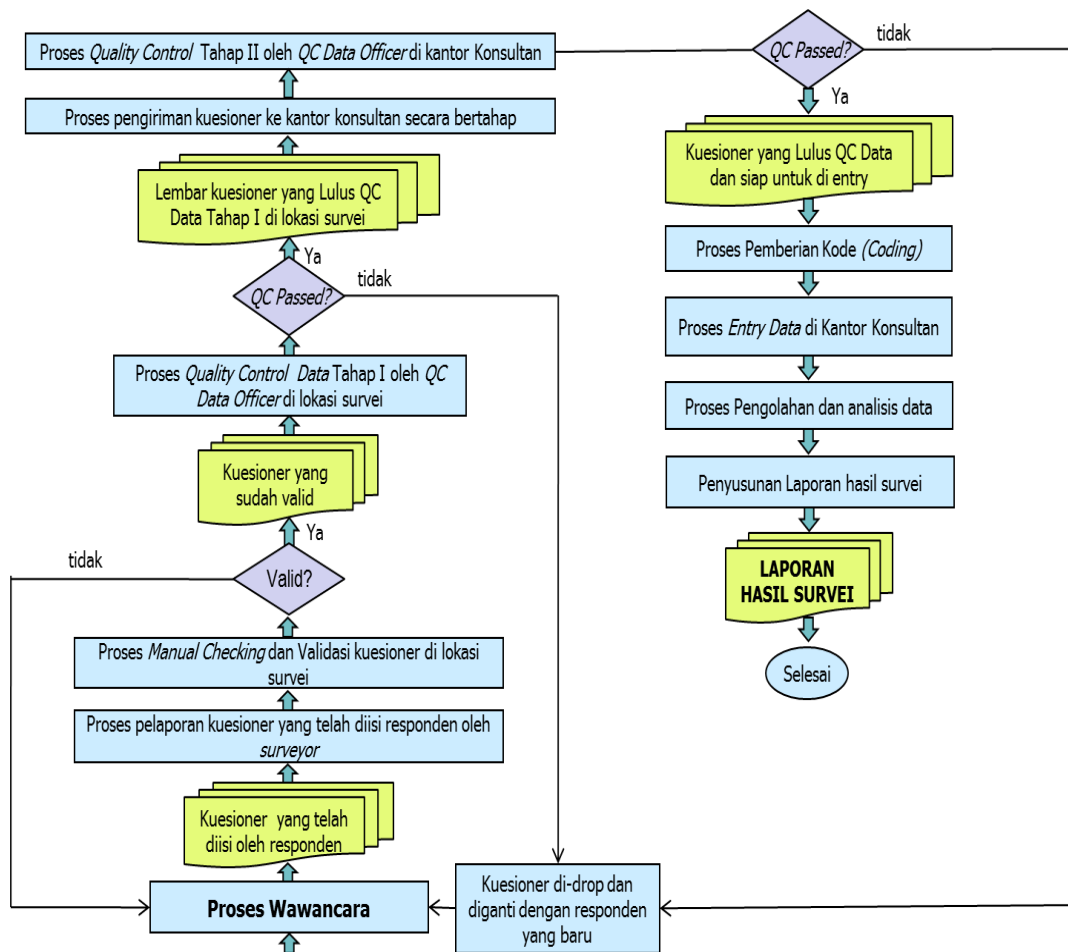 Proses Quality Control Tahap II oleh QC Data Officer di kantor Konsultan
Proses pengiriman kuesioner ke kantor konsultan secara bertahap
Lembar kuesioner yang Lulus QC
Data Tahap I di lokasi survei
Ya
QC Passed?
tidak
Proses Quality Control Data Tahap I oleh QC
Data Officer di lokasi survei
Kuesioner yang
sudah valid
Ya
tidak
Valid?
Proses Manual Checking dan Validasi kuesioner di lokasi
survei
Proses pelaporan kuesioner yang telah diisi responden oleh
surveyor
Kuesioner yang telah
diisi oleh responden
Proses Wawancara
Kuesioner di-drop dan
diganti dengan responden
yang baru
QC Passed?
tidak
Ya
Kuesioner yang Lulus QC Data
dan siap untuk di entry
Proses Pemberian Kode (Coding)
Proses Entry Data di Kantor Konsultan
Proses Pengolahan dan analisis data
Penyusunan Laporan hasil survei
LAPORAN
HASIL SURVEI
Selesai